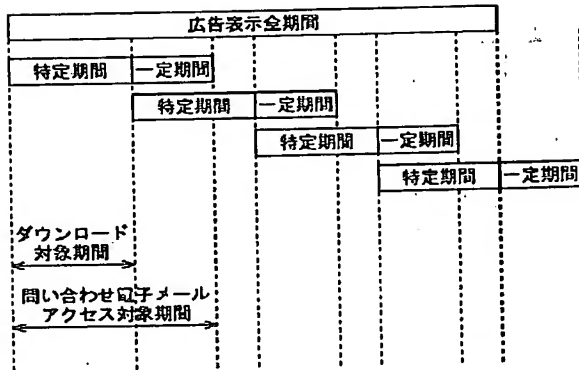 広告表示全期間
特定期間 一定期間
特定期間 一定期間
特定期間 一定期間
特定期間 一定期間
ダウンロード
対象期間
問い合わせ電子メール
アクセス対象期間